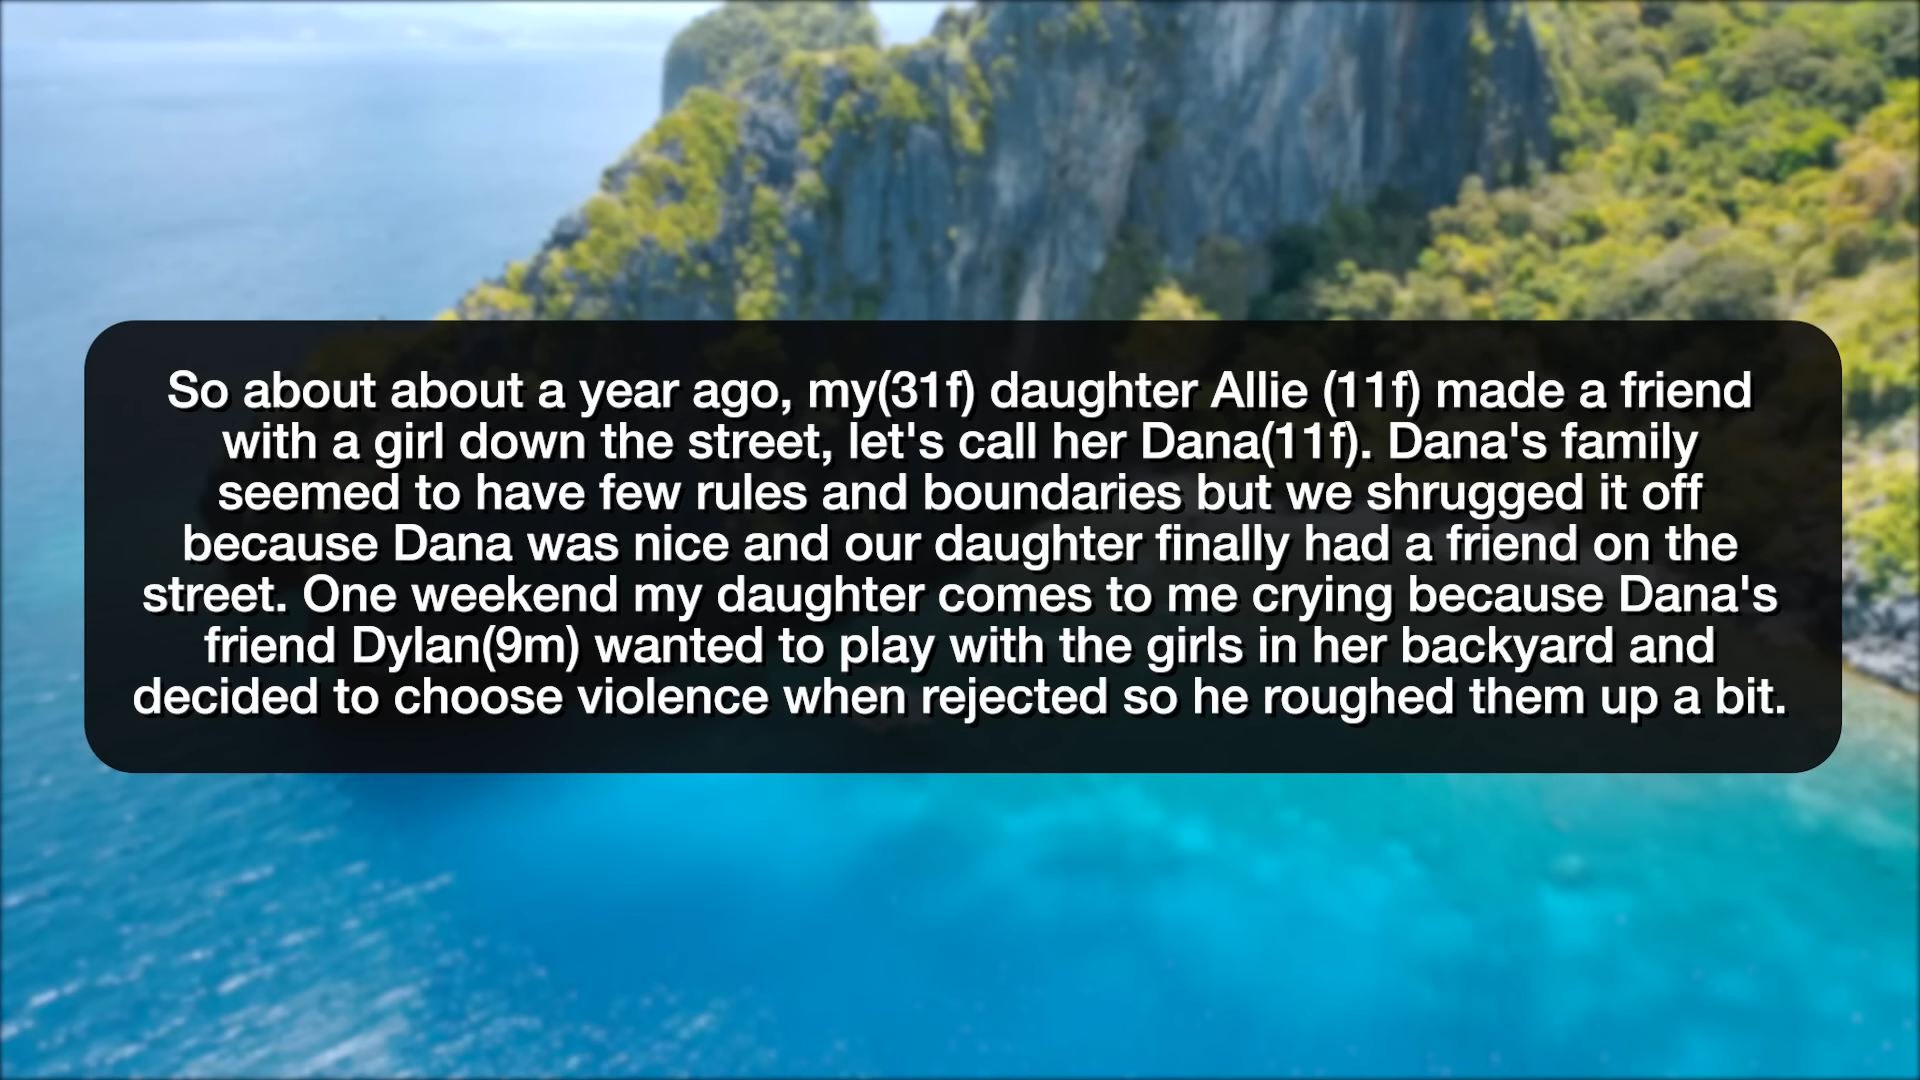 So about about a year ago, my(31f) daughter Allie (11f) made a friend
with a girl down the street, let's call her Dana(11f). Dana's family
seemed to have few rules and boundaries but we shrugged it off
because Dana was nice and our daughter finally had a friend on the
street. One weekend my daughter comes to me crying because Dana's
friend Dylan(9m) wanted to play with the girls in her backyard and
decided to choose violence when rejected so he roughed them up a bit.